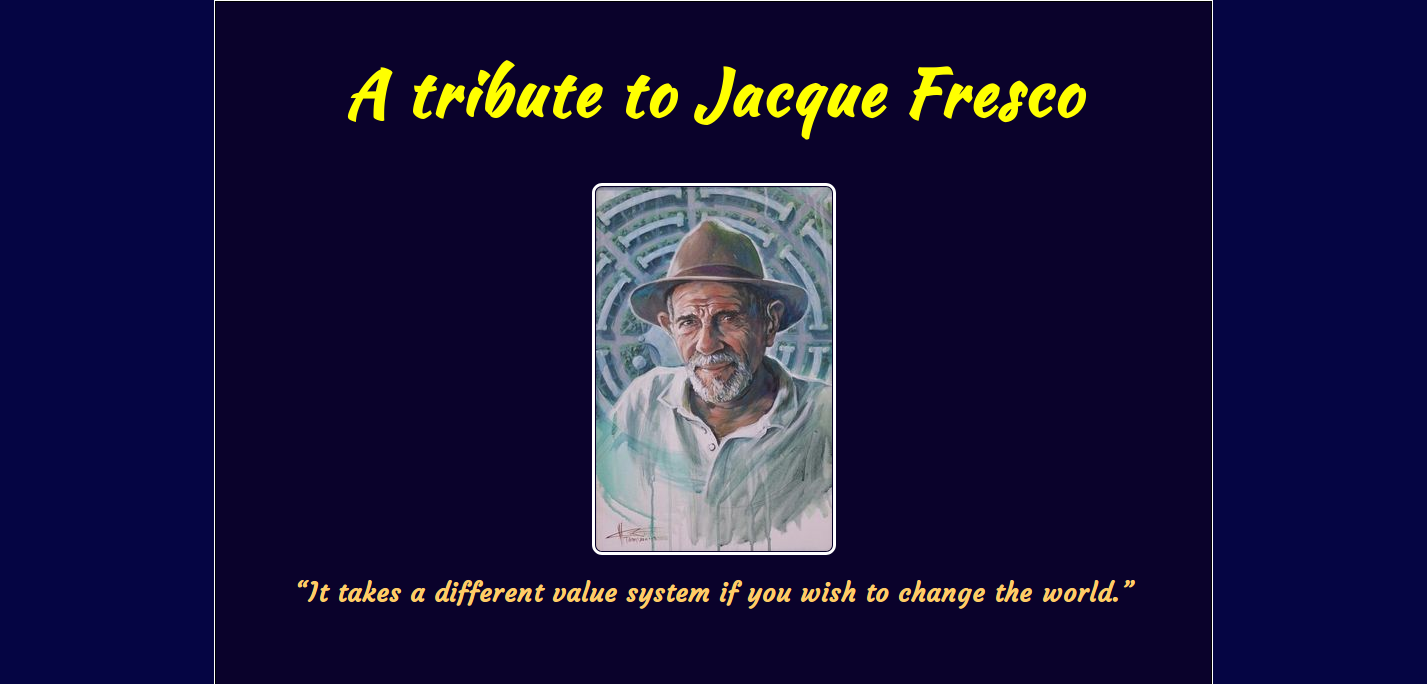 A tribute to Jacque Fresco
“It takes a different value system if you wish to change the world.”